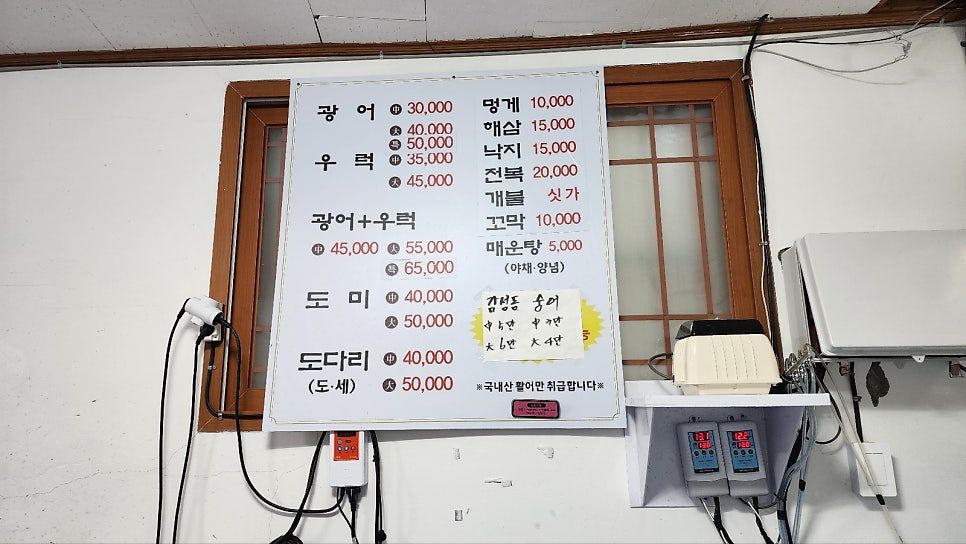 광어 中 30,000
大 40,000
特 50,000
우럭 中 35,000
大 45,000
광어+우럭
中 45,000 大 55,000
特 65,000
도미 中 40,000
大 50,000
도다리 中 40,000
(도·세) 大 50,000
멍게 10,000
해삼 15,000
낙지 15,000
전복 20,000
개불 싯가
꼬막 10,000
매운탕 5,000
(야채·양념)
감성돔 숭어
中 5만 中 3만
大 6만 大 4만
※국내산 활어만 취급합니다※
13.1
12.2